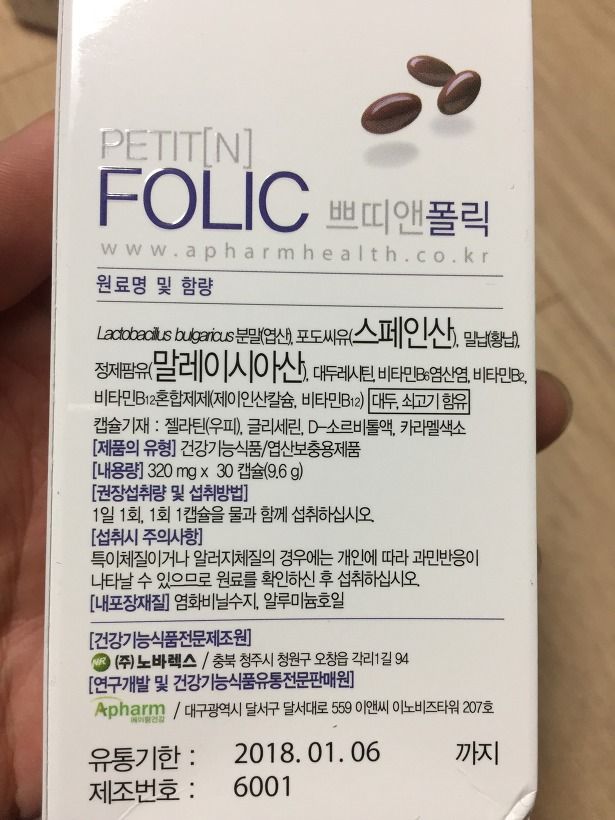 PETIT[N]
FOLIC 쁘띠앤폴릭
www.apharmhealth.co.kr
원료명 및 함량
Lactobacillus bulgaricus분말(엽산), 포도씨유(스페인산), 밀납(황납),
정제팜유(말레이시아산), 대두레시틴, 비타민B6염산염, 비타민B2,
비타민B12혼합제제(제이인산칼슘, 비타민B12) 대두, 쇠고기 함유
캡슐기재 : 젤라틴(우피), 글리세린, D-소르비톨액, 카라멜색소
[제품의 유형] 건강기능식품/엽산보충용제품
[내용량] 320 mg x 30 캡슐(9.6 g)
[권장섭취량 및 섭취방법]
1일 1회, 1회 1캡슐을 물과 함께 섭취하십시오.
[섭취시 주의사항]
특이체질이거나 알러지체질의 경우에는 개인에 따라 과민반응이
나타날 수 있으므로 원료를 확인하신 후 섭취하십시오.
[내포장재질] 염화비닐수지, 알루미늄호일
[건강기능식품전문제조원]
NR (주)노바렉스 / 충북 청주시 청원구 오창읍 각리1길 94
[연구개발 및 건강기능식품유통전문판매원]
Apharm 에이팜건강 / 대구광역시 달서구 달서대로 559 이앤씨 이노비즈타워 207호
유통기한 : 2018.01.06 까지
제조번호 : 6001